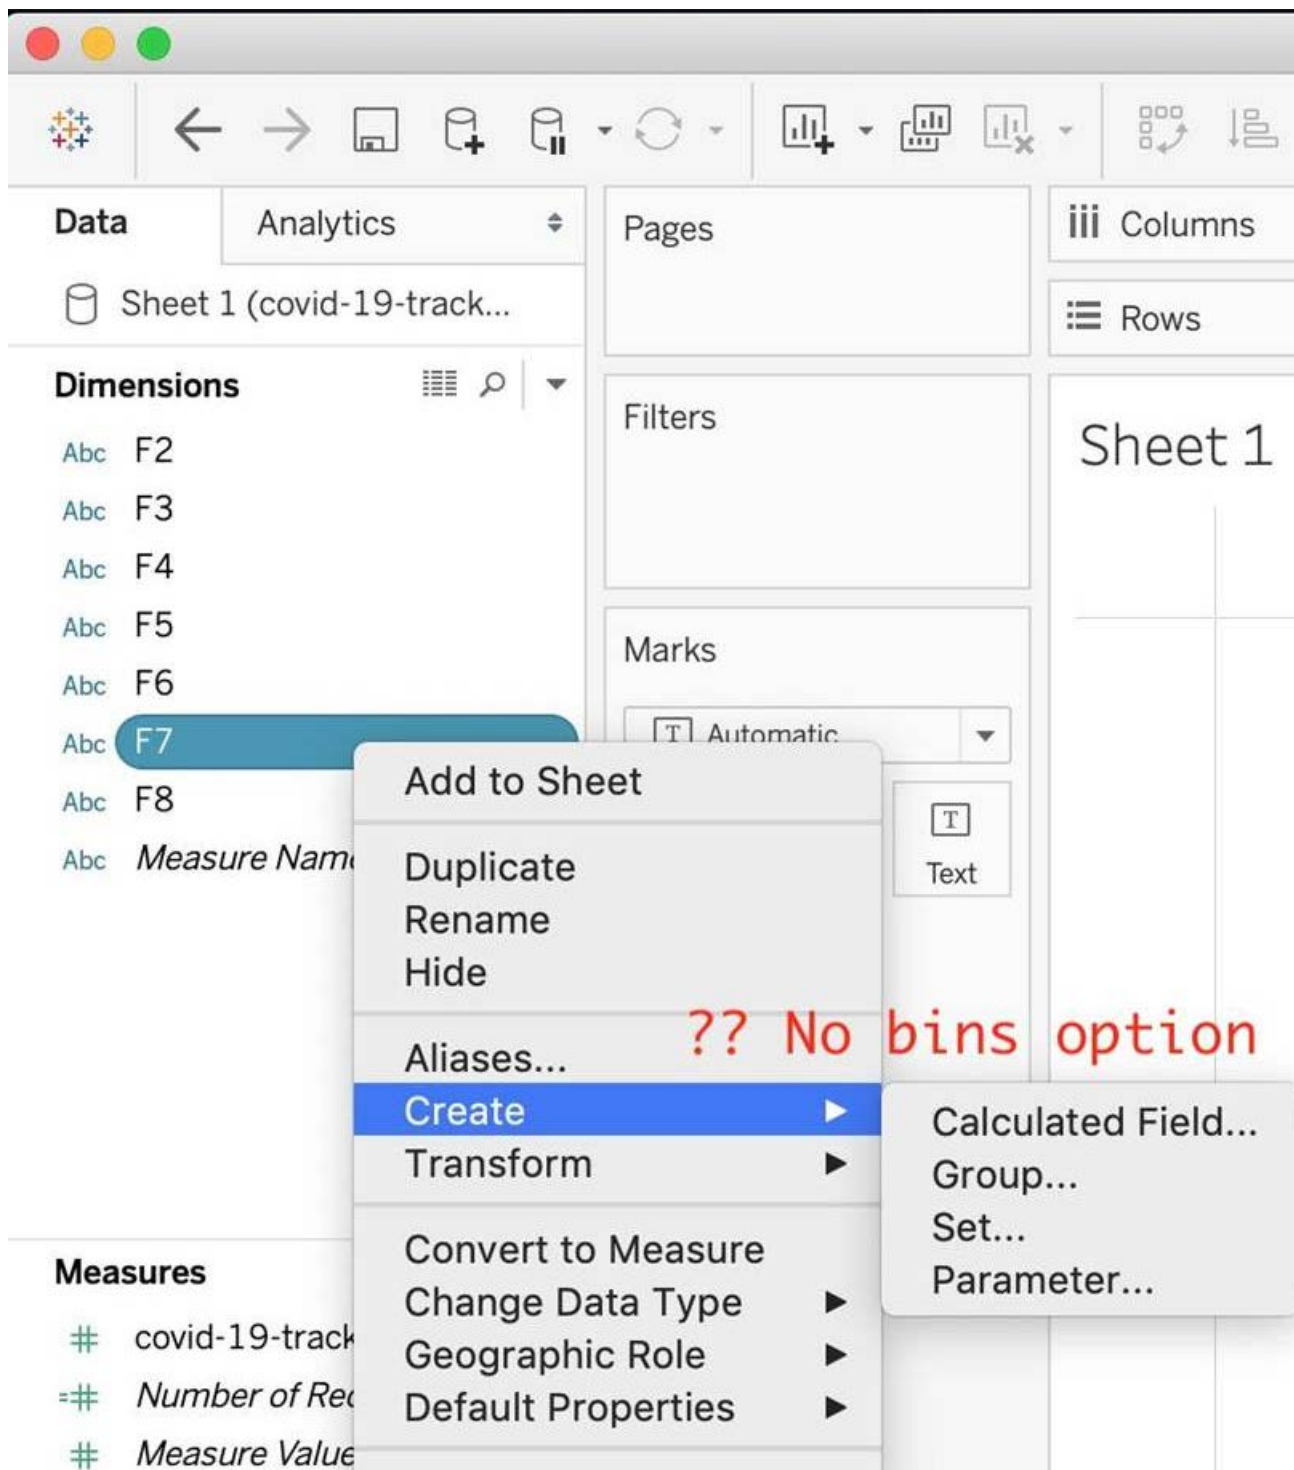 Data
Analytics
Pages
Columns
Sheet 1 (covid-19-track...
Rows
Dimensions
Filters
Sheet 1
Abc F2
Abc F3
Abc F4
Abc F5
Abc F6
Abc F7
Abc F8
Abc Measure Name
Marks
T Automatic
T
Text
Add to Sheet
Duplicate
Rename
Hide
?? No bins option
Aliases...
Create
Transform
Convert to Measure
Change Data Type
Geographic Role
Default Properties
Calculated Field...
Group...
Set...
Parameter...
Measures
# covid-19-track
=# Number of Rec
# Measure Value